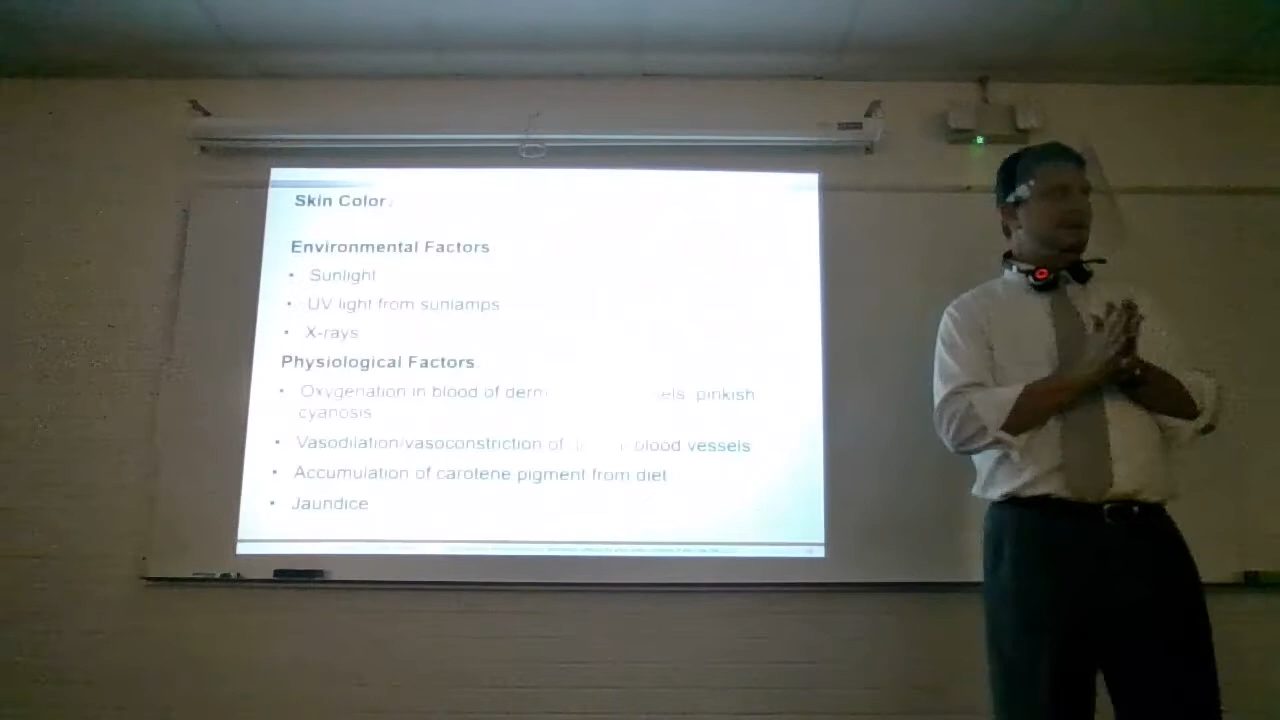 Skin Color
Environmental Factors
• Sunlight
• UV light from sunlamps
• X-rays
Physiological Factors
• Oxygenation in blood of pinkish
cyanosis
• Vasodilation/vasoconstriction of blood vessels
• Accumulation of carotene pigment from diet
• Jaundice